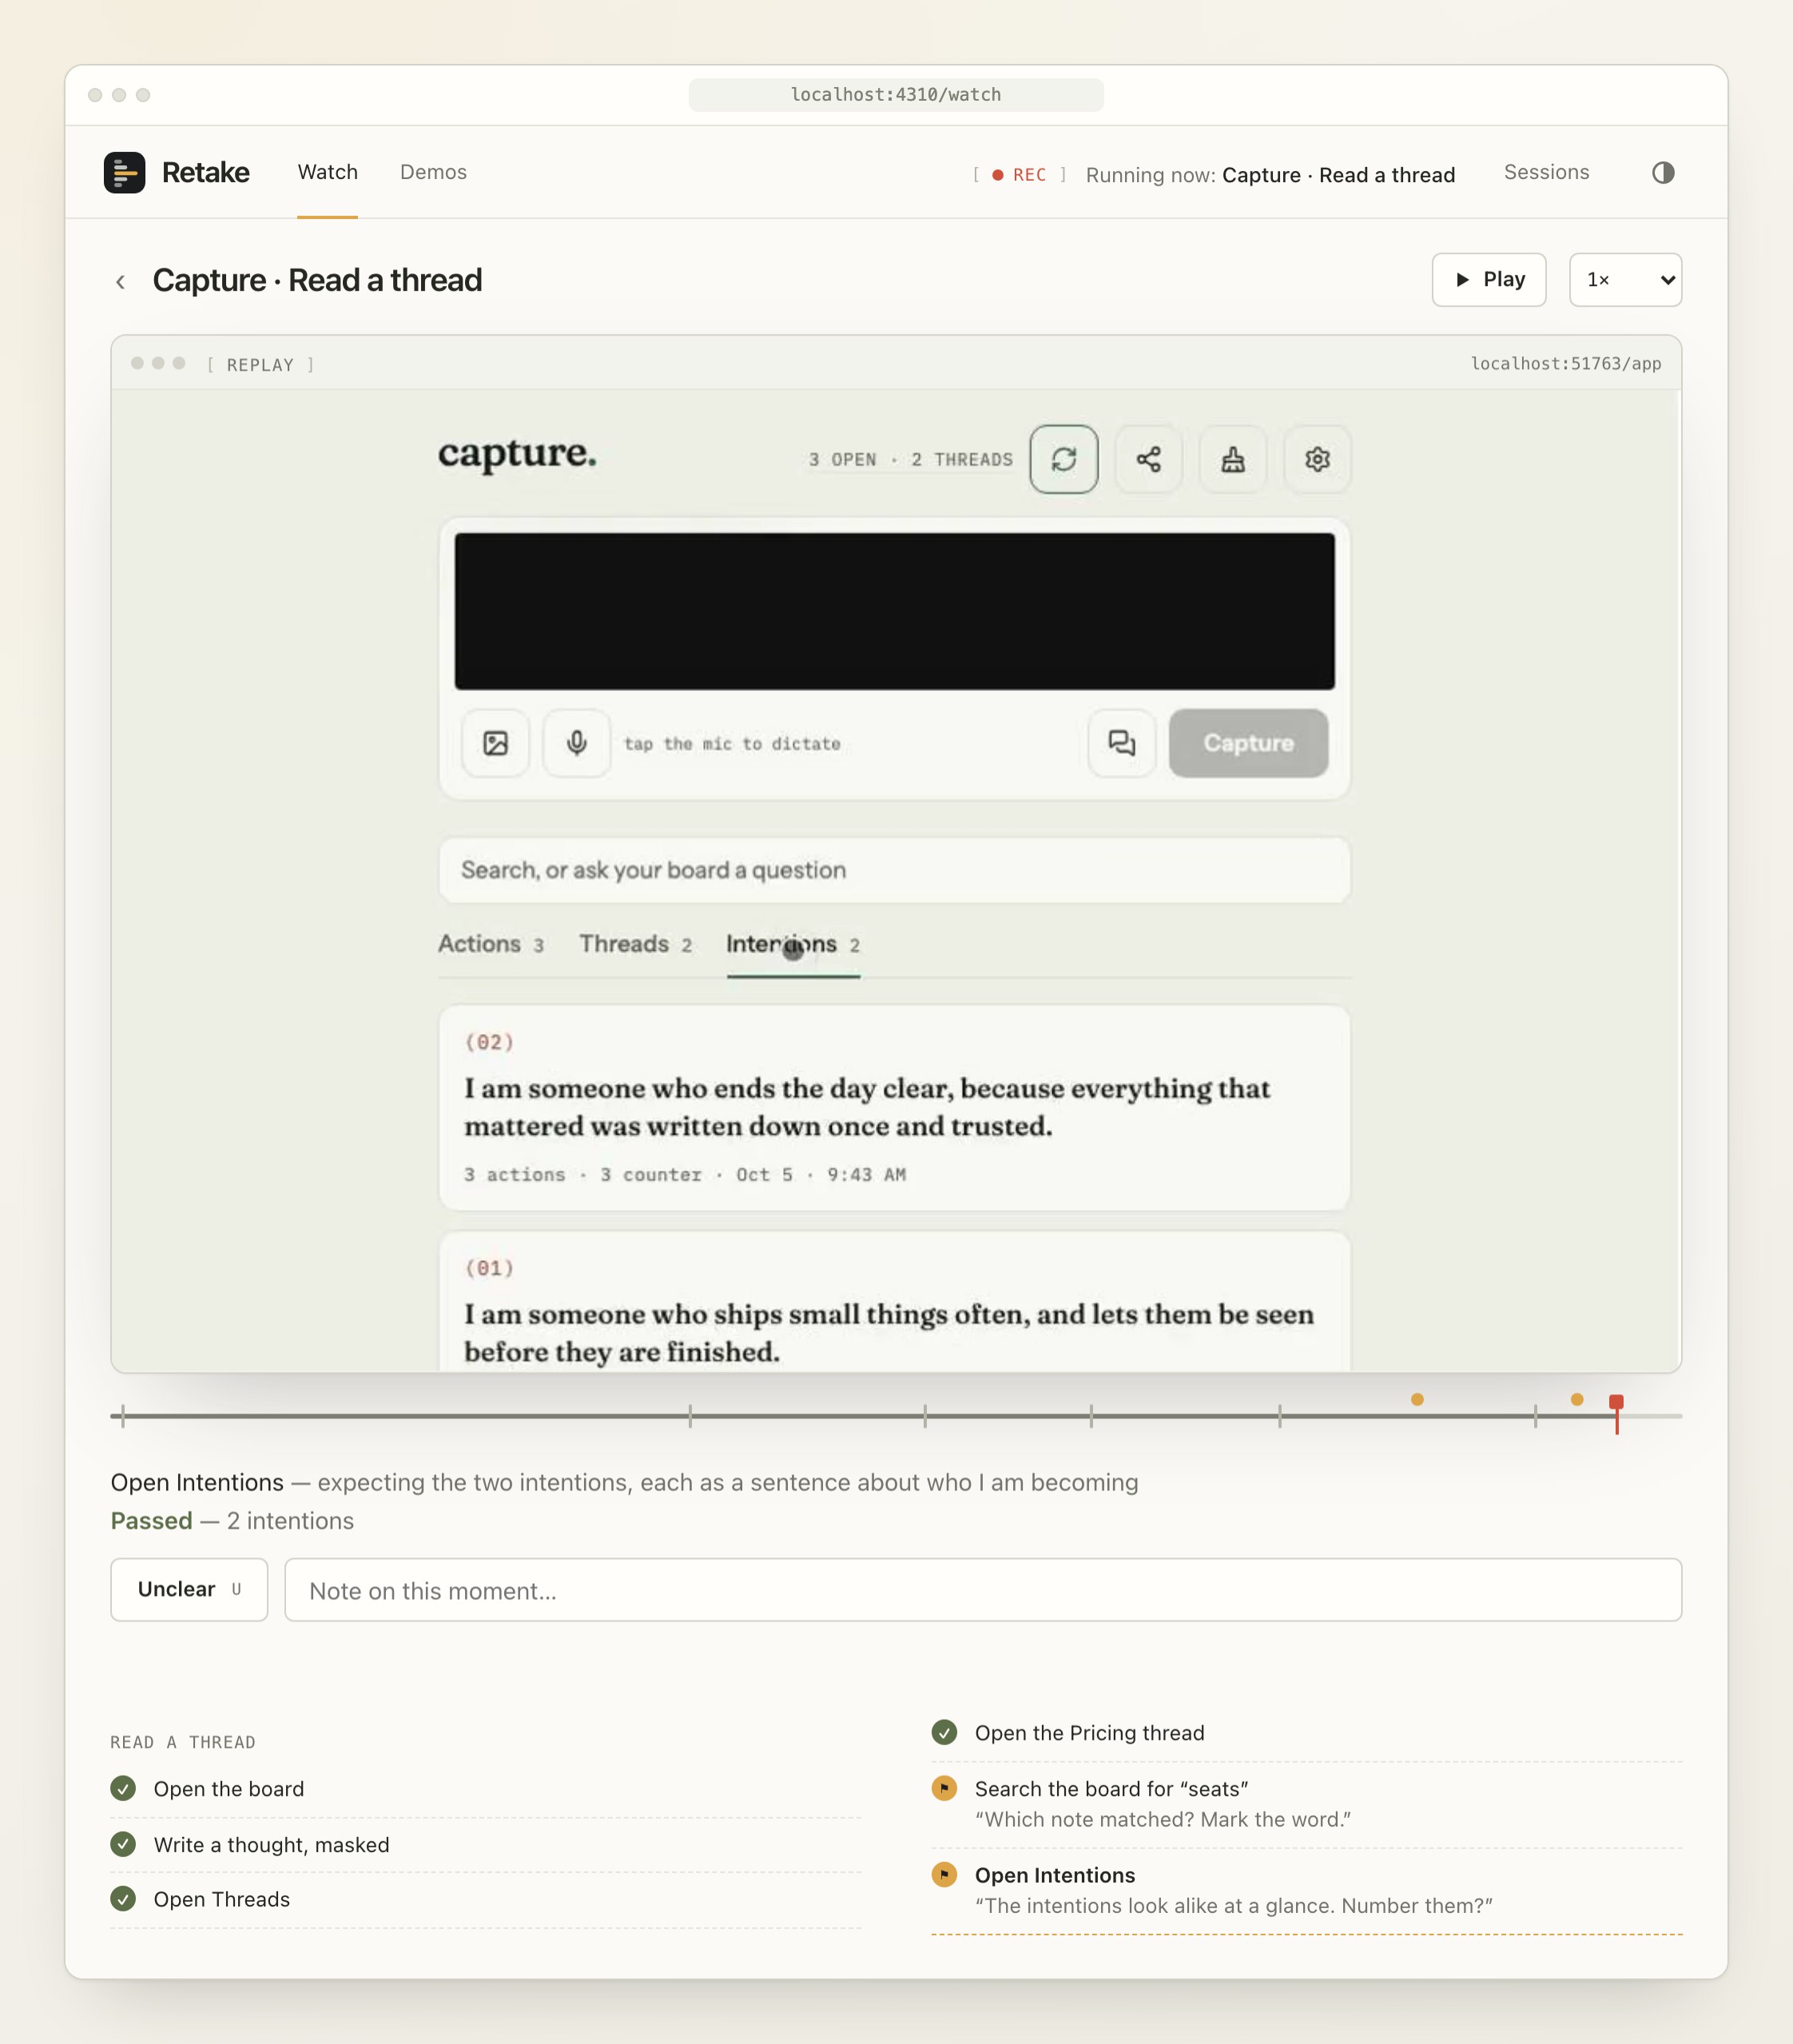 localhost:4310/watch
Retake
Watch
Demos
[ REC ]
Running now: Capture · Read a thread
Sessions
‹ Capture · Read a thread
Play
1×
[ REPLAY ]
localhost:51763/app
capture.
3 OPEN · 2 THREADS
tap the mic to dictate
Capture
Search, or ask your board a question
Actions 3
Threads 2
Intentions 2
(02)
I am someone who ends the day clear, because everything that
mattered was written down once and trusted.
3 actions · 3 counter · Oct 5 · 9:43 AM
(01)
I am someone who ships small things often, and lets them be seen
before they are finished.
Open Intentions — expecting the two intentions, each as a sentence about who I am becoming
Passed — 2 intentions
Unclear U
Note on this moment...
READ A THREAD
Open the board
Write a thought, masked
Open Threads
Open the Pricing thread
Search the board for “seats”
“Which note matched? Mark the word.”
Open Intentions
“The intentions look alike at a glance. Number them?”